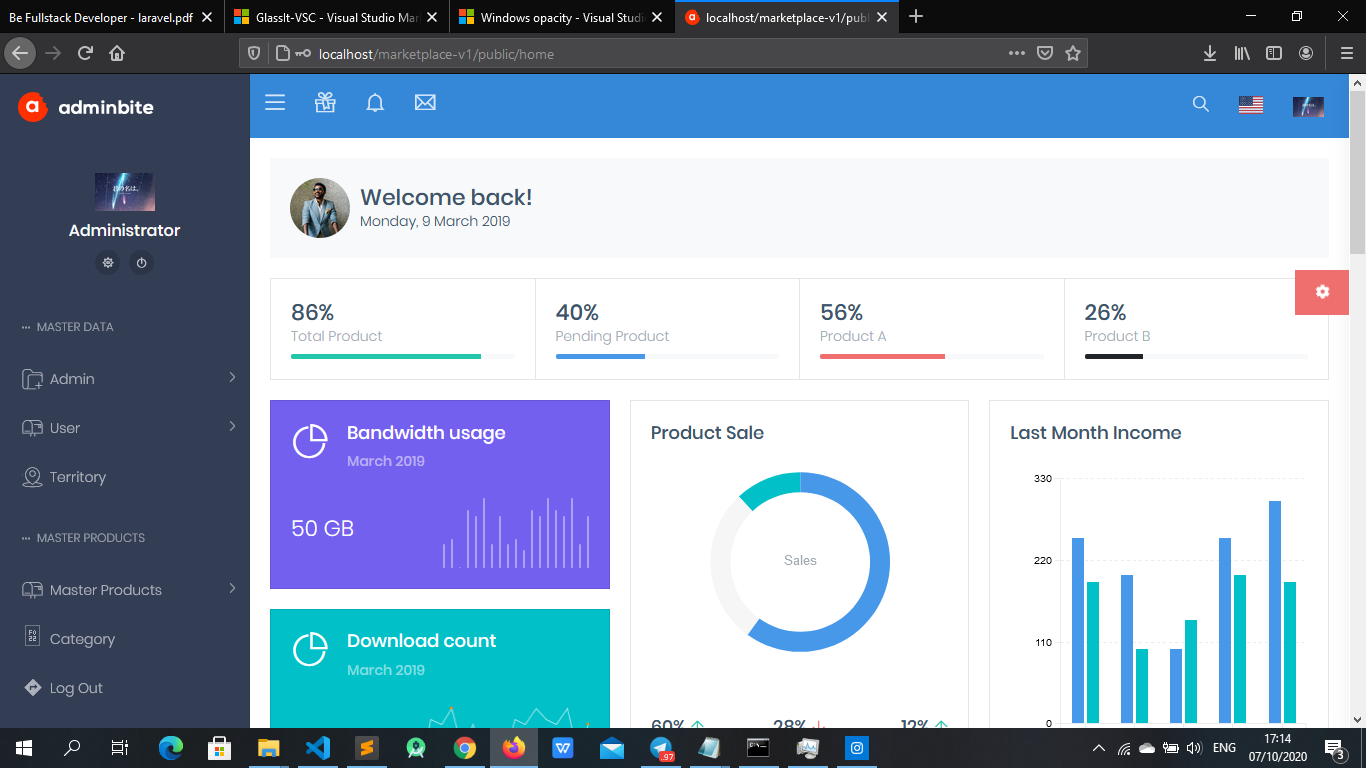 Be Fullstack Developer - laravel.pdf
GlassIt-VSC - Visual Studio Mar
Windows opacity - Visual Studi
localhost/marketplace-v1/publ
localhost/marketplace-v1/public/home
a adminbite
Administrator
MASTER DATA
Admin
User
Territory
MASTER PRODUCTS
Master Products
Category
Log Out
Welcome back!
Monday, 9 March 2019
86%
Total Product
40%
Pending Product
56%
Product A
26%
Product B
Bandwidth usage
March 2019
50 GB
Download count
March 2019
Product Sale
Sales
60%
28%
12%
Last Month Income
330
220
110
0
97
ENG
17:14
07/10/2020
3